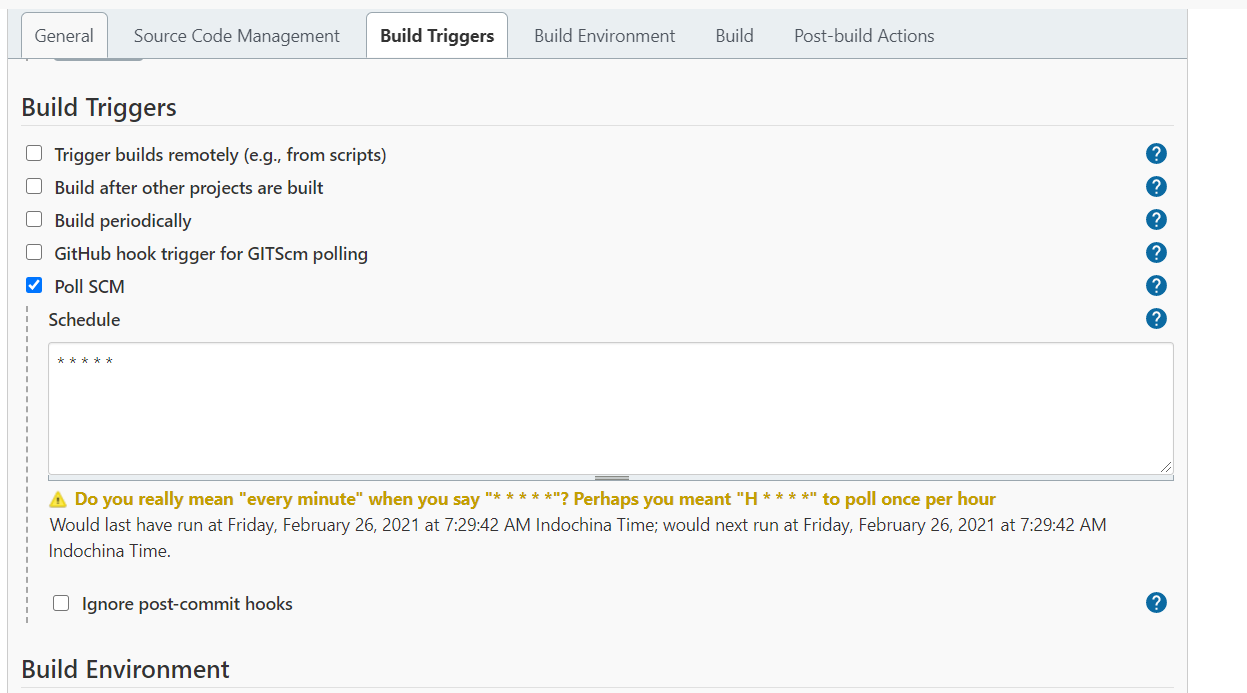 General Source Code Management Build Triggers Build Environment Build Post-build Actions
Build Triggers
Trigger builds remotely (e.g., from scripts)
Build after other projects are built
Build periodically
GitHub hook trigger for GITScm polling
Poll SCM
Schedule
* * * * *
Do you really mean "every minute" when you say "* * * * *"? Perhaps you meant "H * * * *" to poll once per hour
Would last have run at Friday, February 26, 2021 at 7:29:42 AM Indochina Time; would next run at Friday, February 26, 2021 at 7:29:42 AM
Indochina Time.
Ignore post-commit hooks
Build Environment